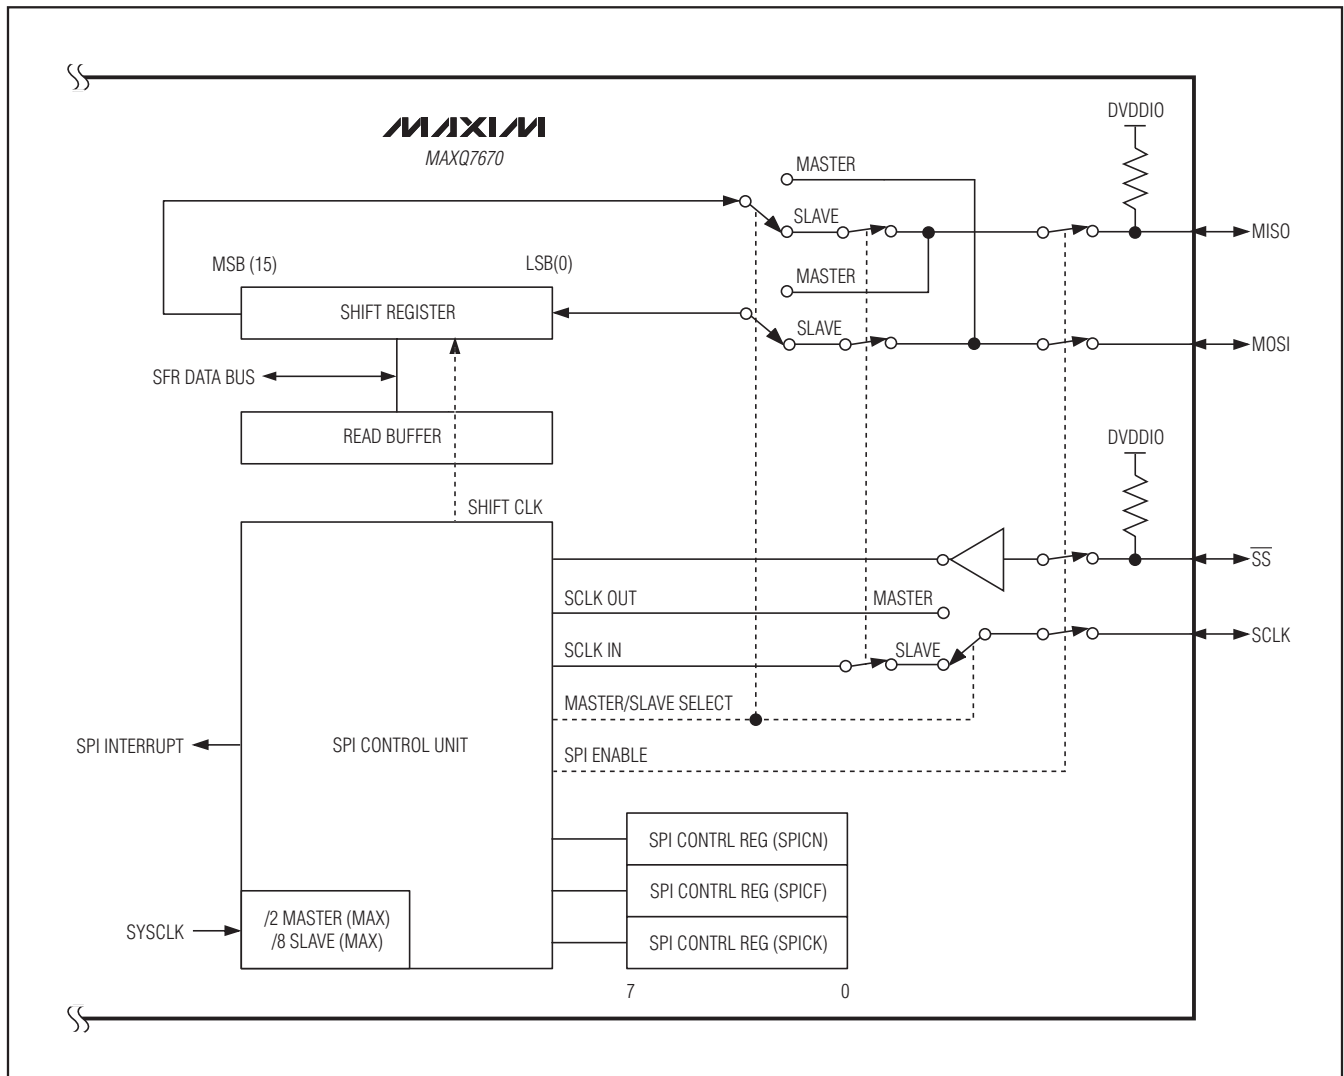 MAXIM
MAXQ7670
DVDDIO
MASTER
SLAVE
MISO
MSB (15)
LSB(0)
MASTER
SHIFT REGISTER
SLAVE
MOSI
SFR DATA BUS
READ BUFFER
DVDDIO
SHIFT CLK
SS
SCLK OUT
MASTER
SCLK IN
SLAVE
SCLK
MASTER/SLAVE SELECT
SPI INTERRUPT
SPI CONTROL UNIT
SPI ENABLE
SPI CONTRL REG (SPICN)
SPI CONTRL REG (SPICF)
SYSCLK
/2 MASTER (MAX)
/8 SLAVE (MAX)
SPI CONTRL REG (SPICK)
7
0